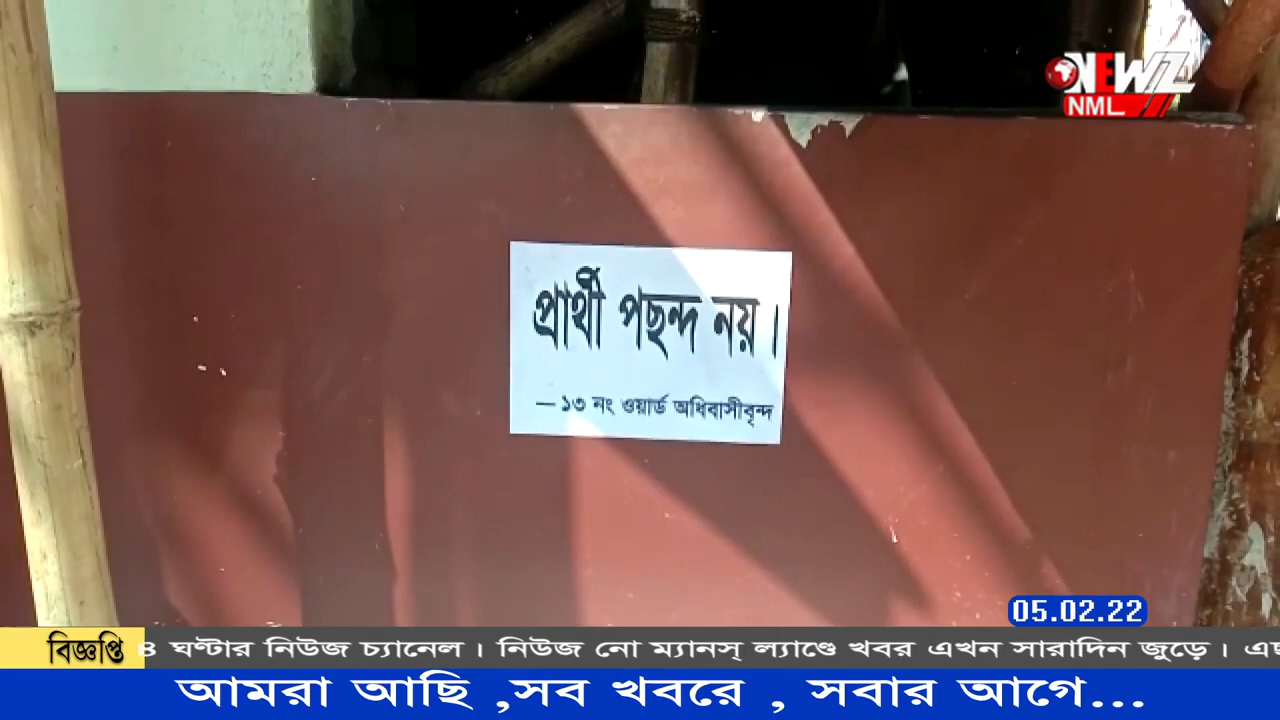 NEWZ
NML
প্রার্থী পছন্দ নয়।
— ১৩ নং ওয়ার্ড অধিবাসীবৃন্দ
05.02.22
বিজ্ঞপ্তি
৪ ঘণ্টার নিউজ চ্যানেল। নিউজ নো ম্যানস্ ল্যাণ্ডে খবর এখন সারাদিন জুড়ে।
আমরা আছি ,সব খবরে , সবার আগে...